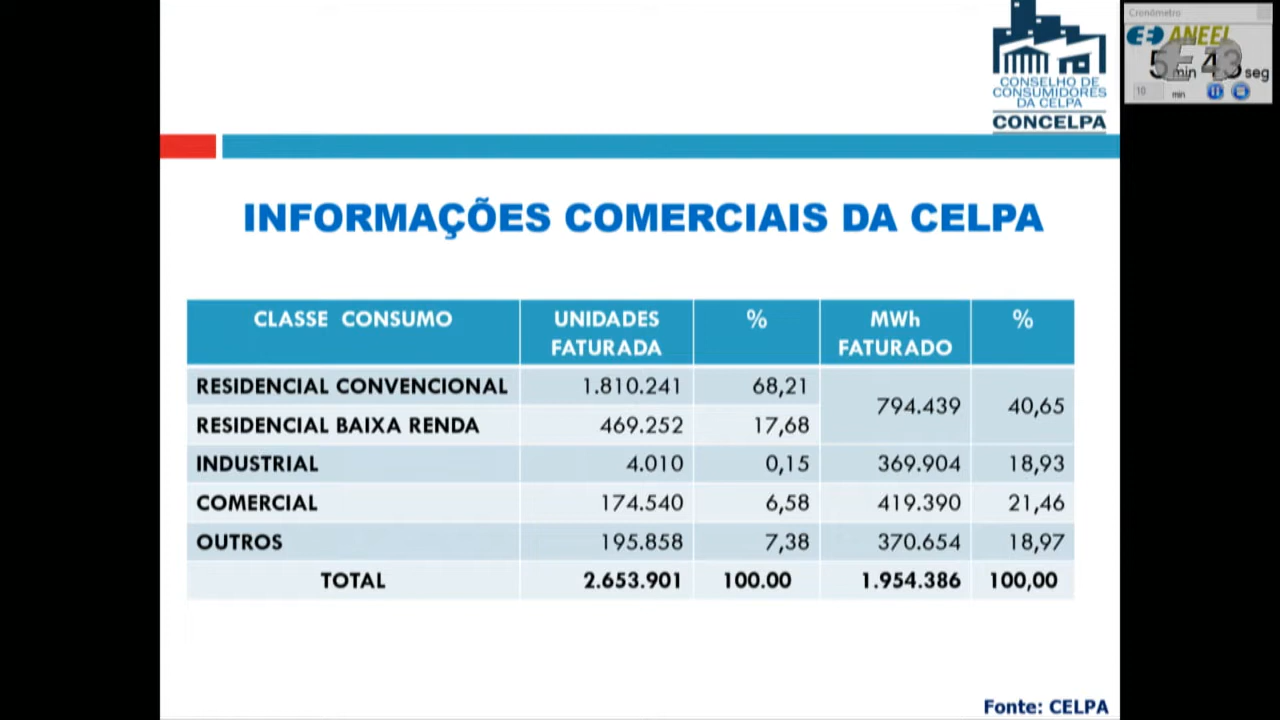 CONSELHO DE
CONSUMIDORES
DA CELPA
CONCELPA
Cronômetro
ANEEL
min
seg
10
min
INFORMAÇÕES COMERCIAIS DA CELPA
CLASSE CONSUMO UNIDADES FATURADA % MWh FATURADO %
RESIDENCIAL CONVENCIONAL 1.810.241 68,21 794.439 40,65
RESIDENCIAL BAIXA RENDA 469.252 17,68
INDUSTRIAL 4.010 0,15 369.904 18,93
COMERCIAL 174.540 6,58 419.390 21,46
OUTROS 195.858 7,38 370.654 18,97
TOTAL 2.653.901 100.00 1.954.386 100,00
Fonte: CELPA